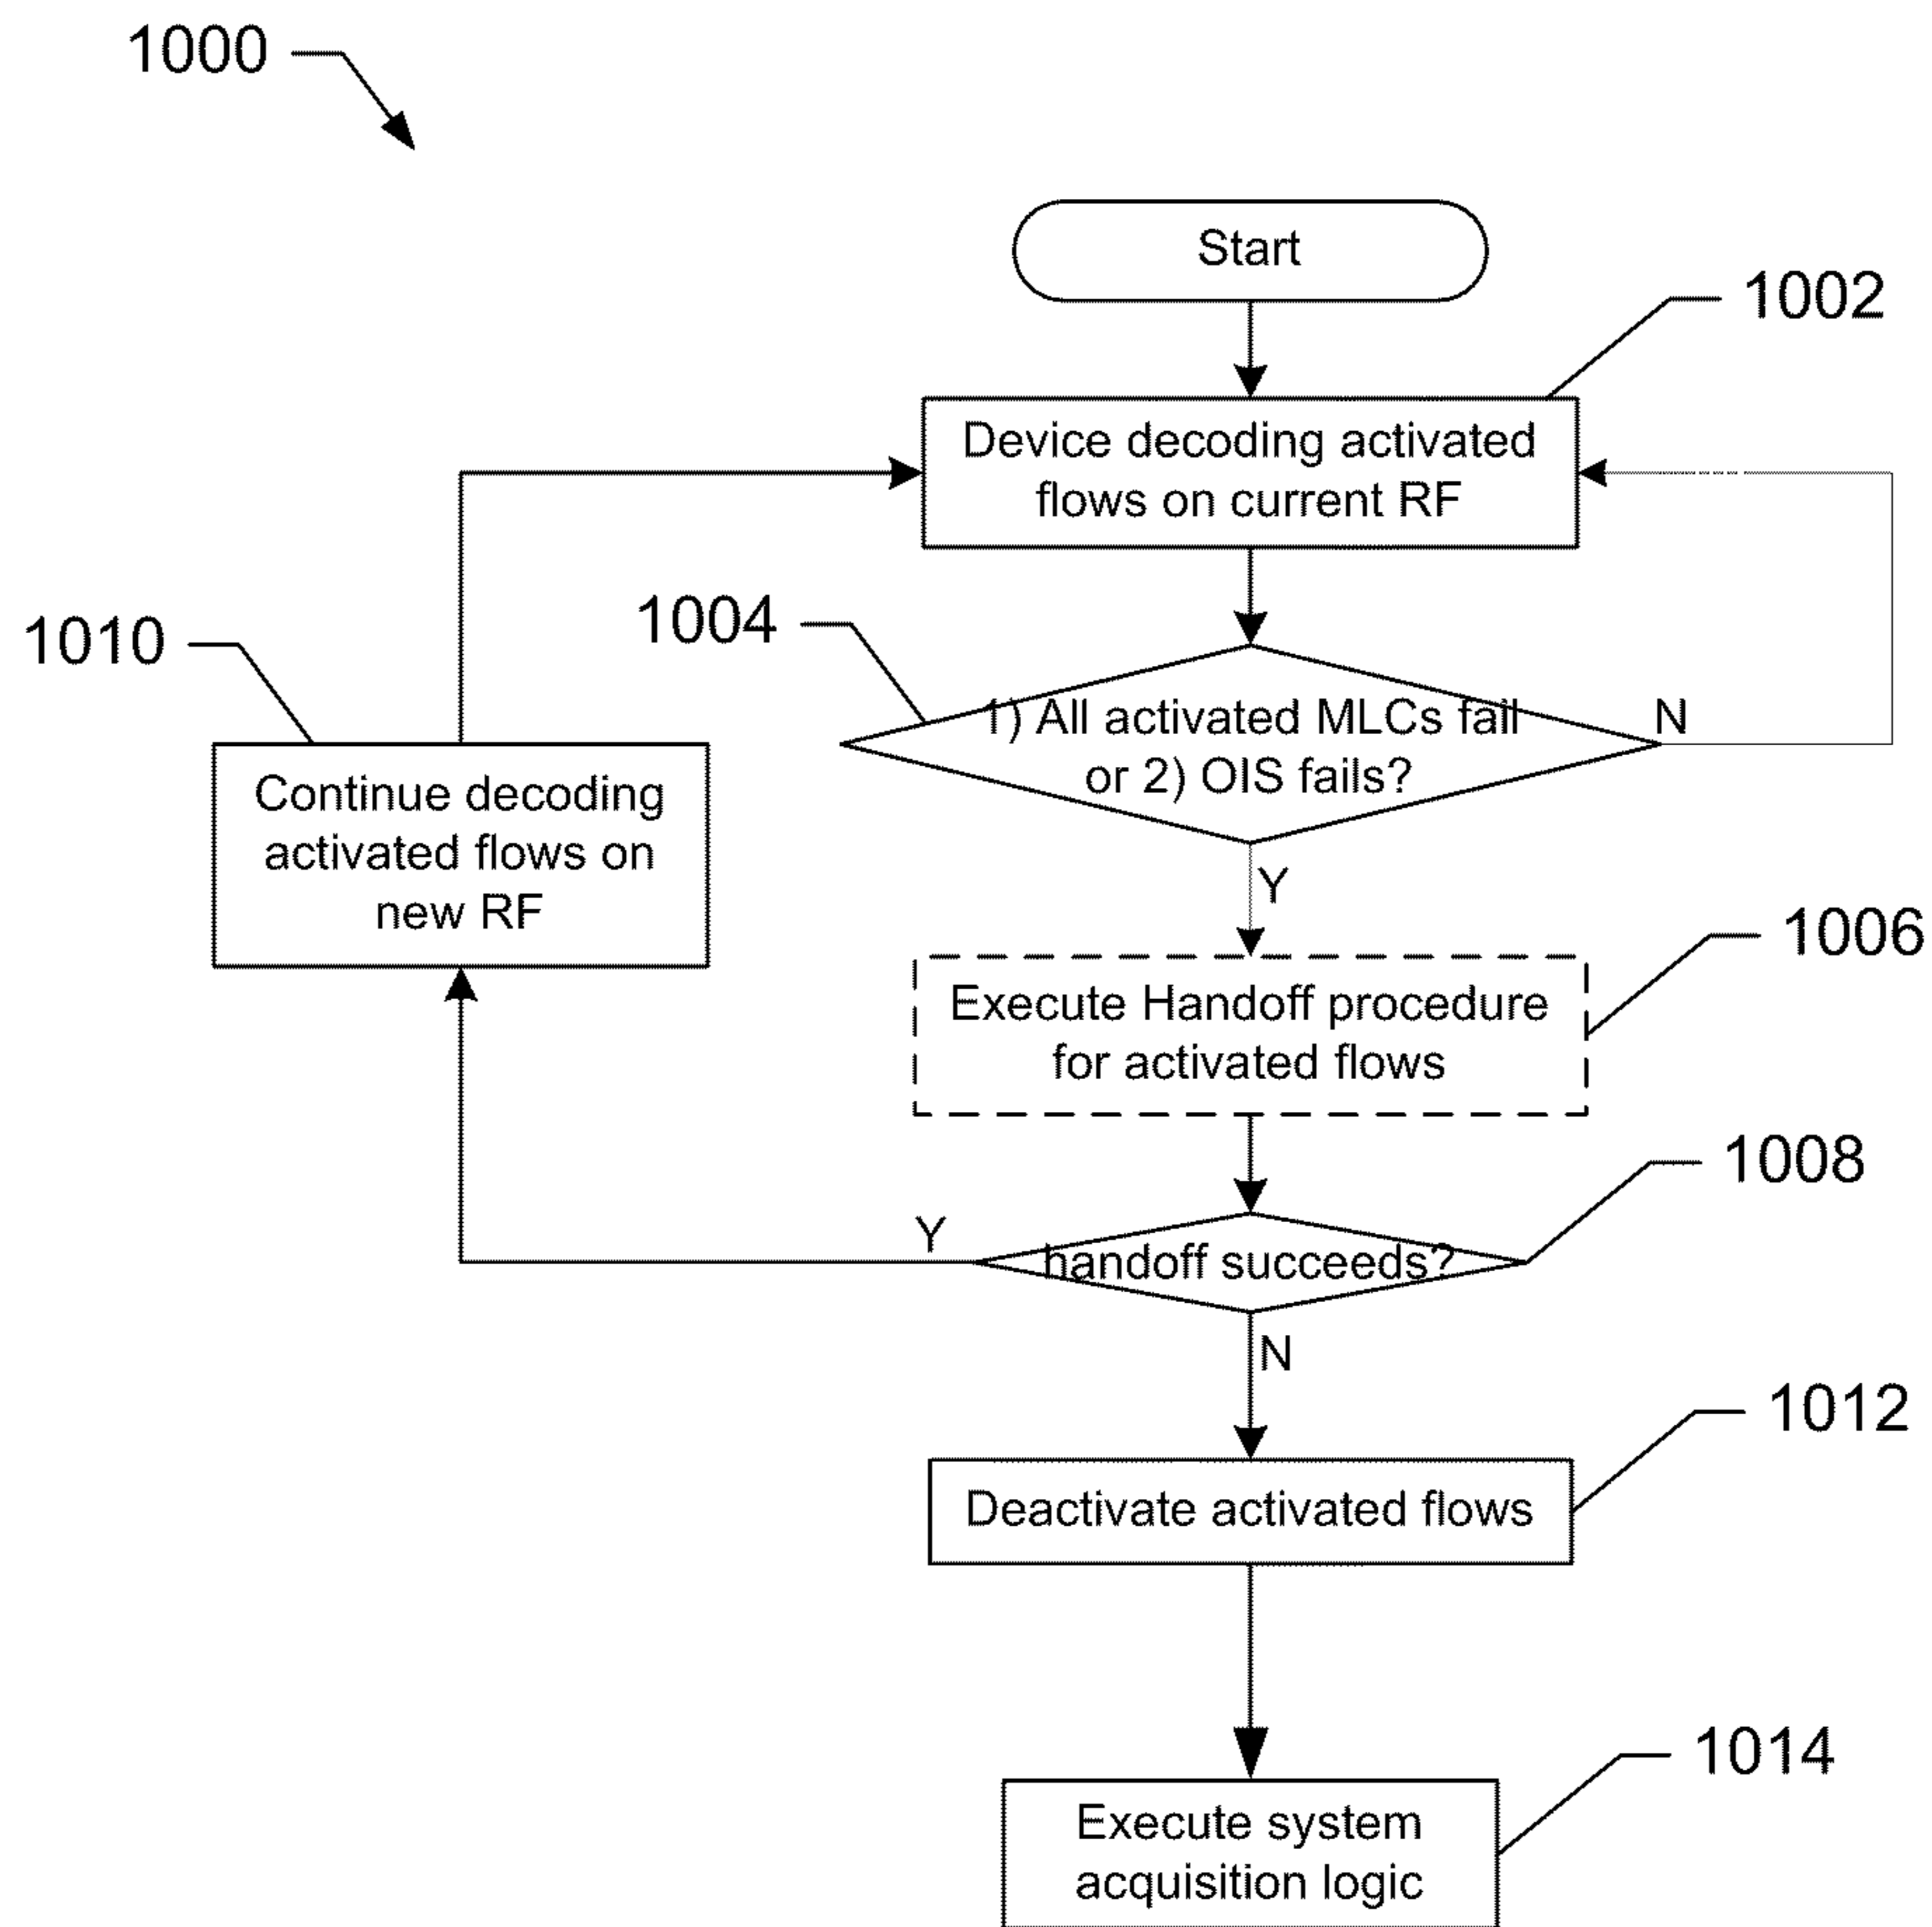 1000
Start
1002
Device decoding activated
flows on current RF
1004
1) All activated MLCs fail
or 2) OIS fails?
N
1010
Continue decoding
activated flows on
new RF
Y
1006
Execute Handoff procedure
for activated flows
1008
Y
handoff succeeds?
N
1012
Deactivate activated flows
1014
Execute system
acquisition logic